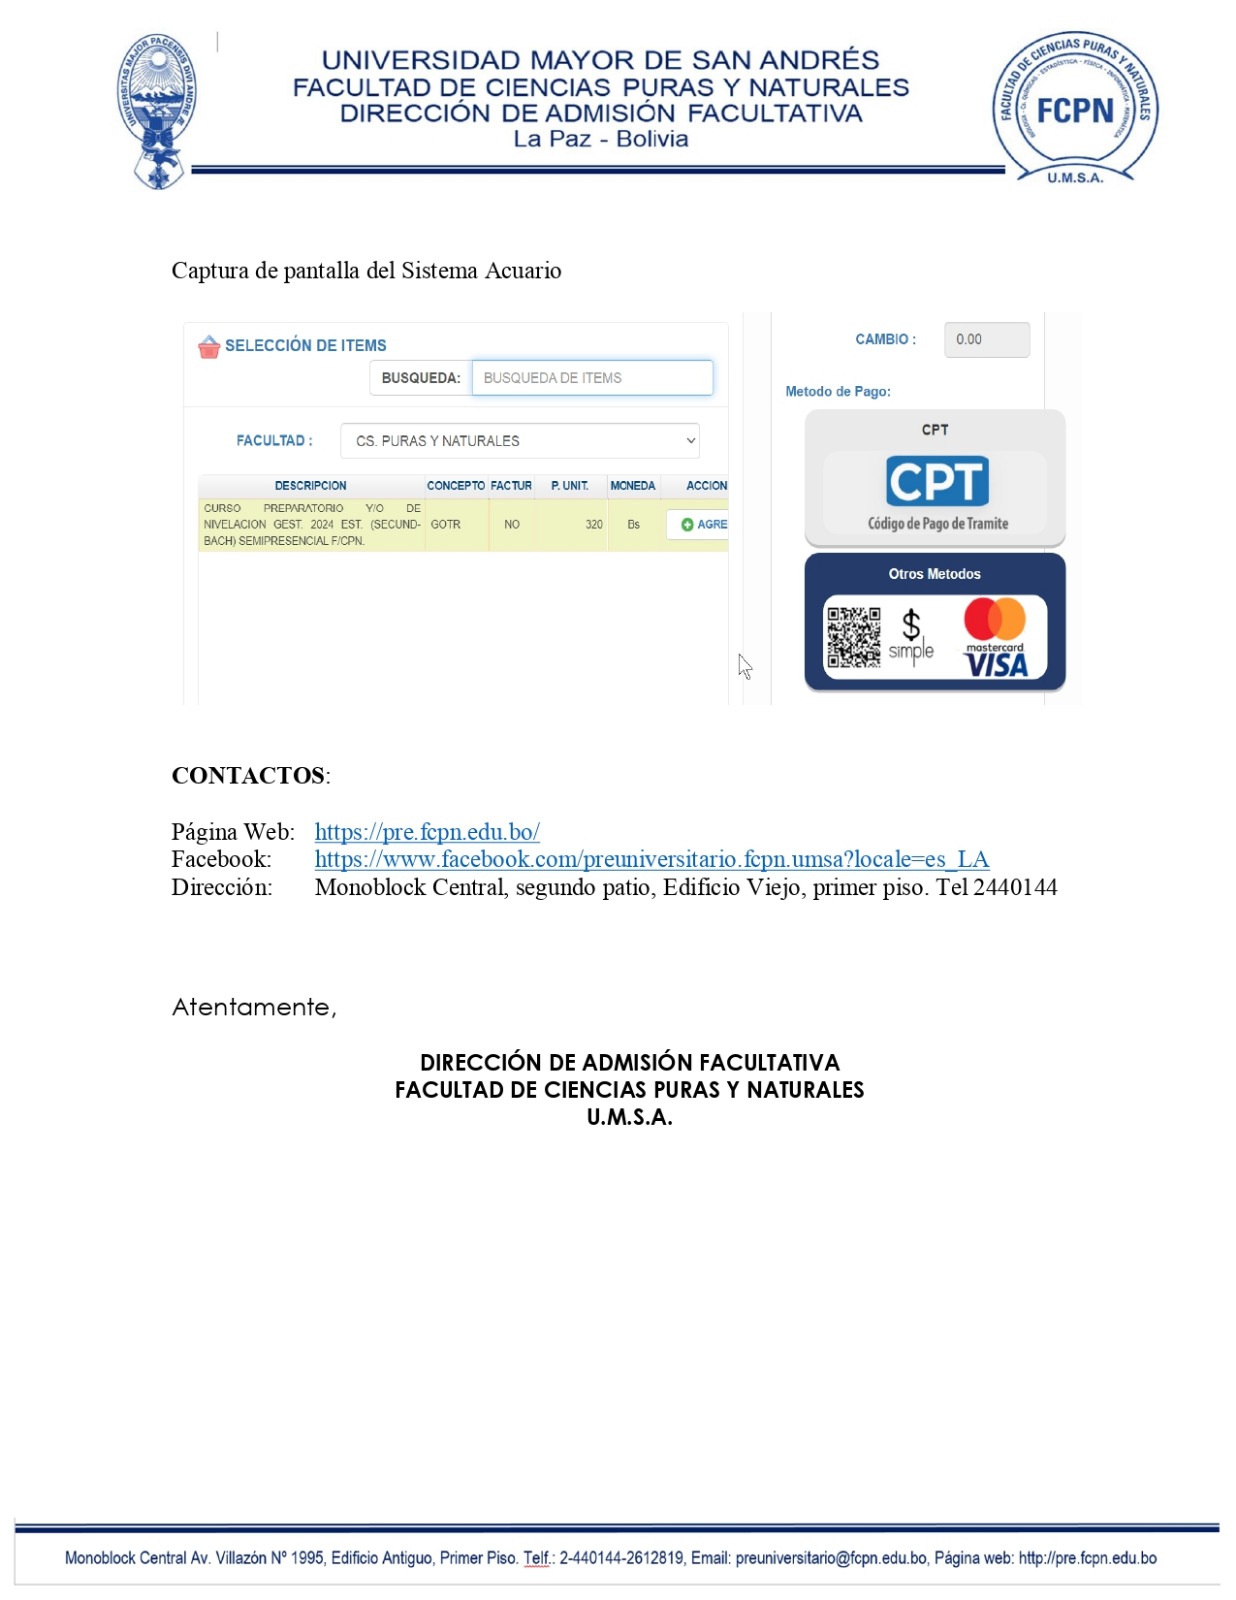 UNIVERSIDAD MAYOR DE SAN ANDRÉS
FACULTAD DE CIENCIAS PURAS Y NATURALES
DIRECCIÓN DE ADMISIÓN FACULTATIVA
La Paz - Bolivia
UNIVERSITAS MAJOR PACENSIS DIVI ANDREÆ
FACULTAD DE CIENCIAS PURAS Y NATURALES
FCPN
U.M.S.A.
Captura de pantalla del Sistema Acuario
SELECCIÓN DE ITEMS
BUSQUEDA: BUSQUEDA DE ITEMS
FACULTAD : CS. PURAS Y NATURALES
DESCRIPCION CONCEPTO FACTUR P. UNIT. MONEDA ACCION
CURSO PREPARATORIO Y/O DE
NIVELACION GEST. 2024 EST. (SECUND- GOTR NO 320 Bs AGRE
BACH) SEMIPRESENCIAL F/CPN.
CAMBIO : 0.00
Metodo de Pago:
CPT
CPT
Código de Pago de Tramite
Otros Metodos
simple
mastercard
VISA
CONTACTOS:
Página Web: https://pre.fcpn.edu.bo/
Facebook: https://www.facebook.com/preuniversitario.fcpn.umsa?locale=es_LA
Dirección: Monoblock Central, segundo patio, Edificio Viejo, primer piso. Tel 2440144
Atentamente,
DIRECCIÓN DE ADMISIÓN FACULTATIVA
FACULTAD DE CIENCIAS PURAS Y NATURALES
U.M.S.A.
Monoblock Central Av. Villazón Nº 1995, Edificio Antiguo, Primer Piso. Telf.: 2-440144-2612819, Email: preuniversitario@fcpn.edu.bo, Página web: http://pre.fcpn.edu.bo